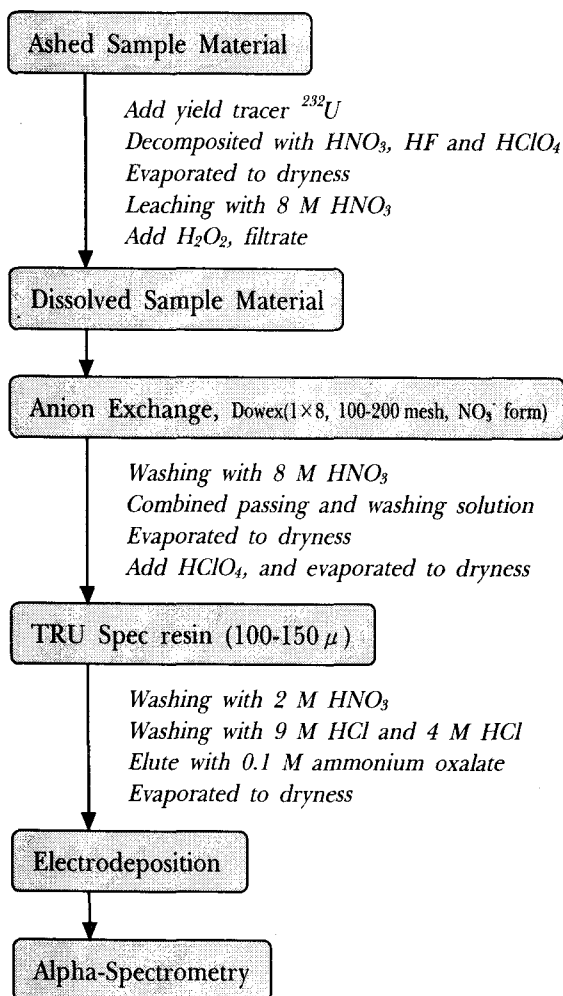 Ashed Sample Material
Add yield tracer ²³²U
Decomposited with HNO₃, HF and HClO₄
Evaporated to dryness
Leaching with 8 M HNO₃
Add H₂O₂, filtrate
Dissolved Sample Material
Anion Exchange, Dowex(1×8, 100-200 mesh, NO₃⁻ form)
Washing with 8 M HNO₃
Combined passing and washing solution
Evaporated to dryness
Add HClO₄, and evaporated to dryness
TRU Spec resin (100-150 μ)
Washing with 2 M HNO₃
Washing with 9 M HCl and 4 M HCl
Elute with 0.1 M ammonium oxalate
Evaporated to dryness
Electrodeposition
Alpha-Spectrometry